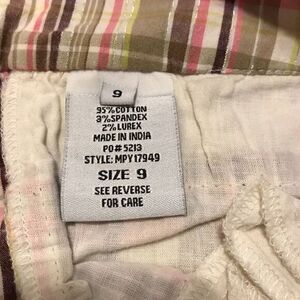 9
95% COTTON
3% SPANDEX
2% LUREX
MADE IN INDIA
PO# 5213
STYLE: MPY17949
SIZE 9
SEE REVERSE
FOR CARE